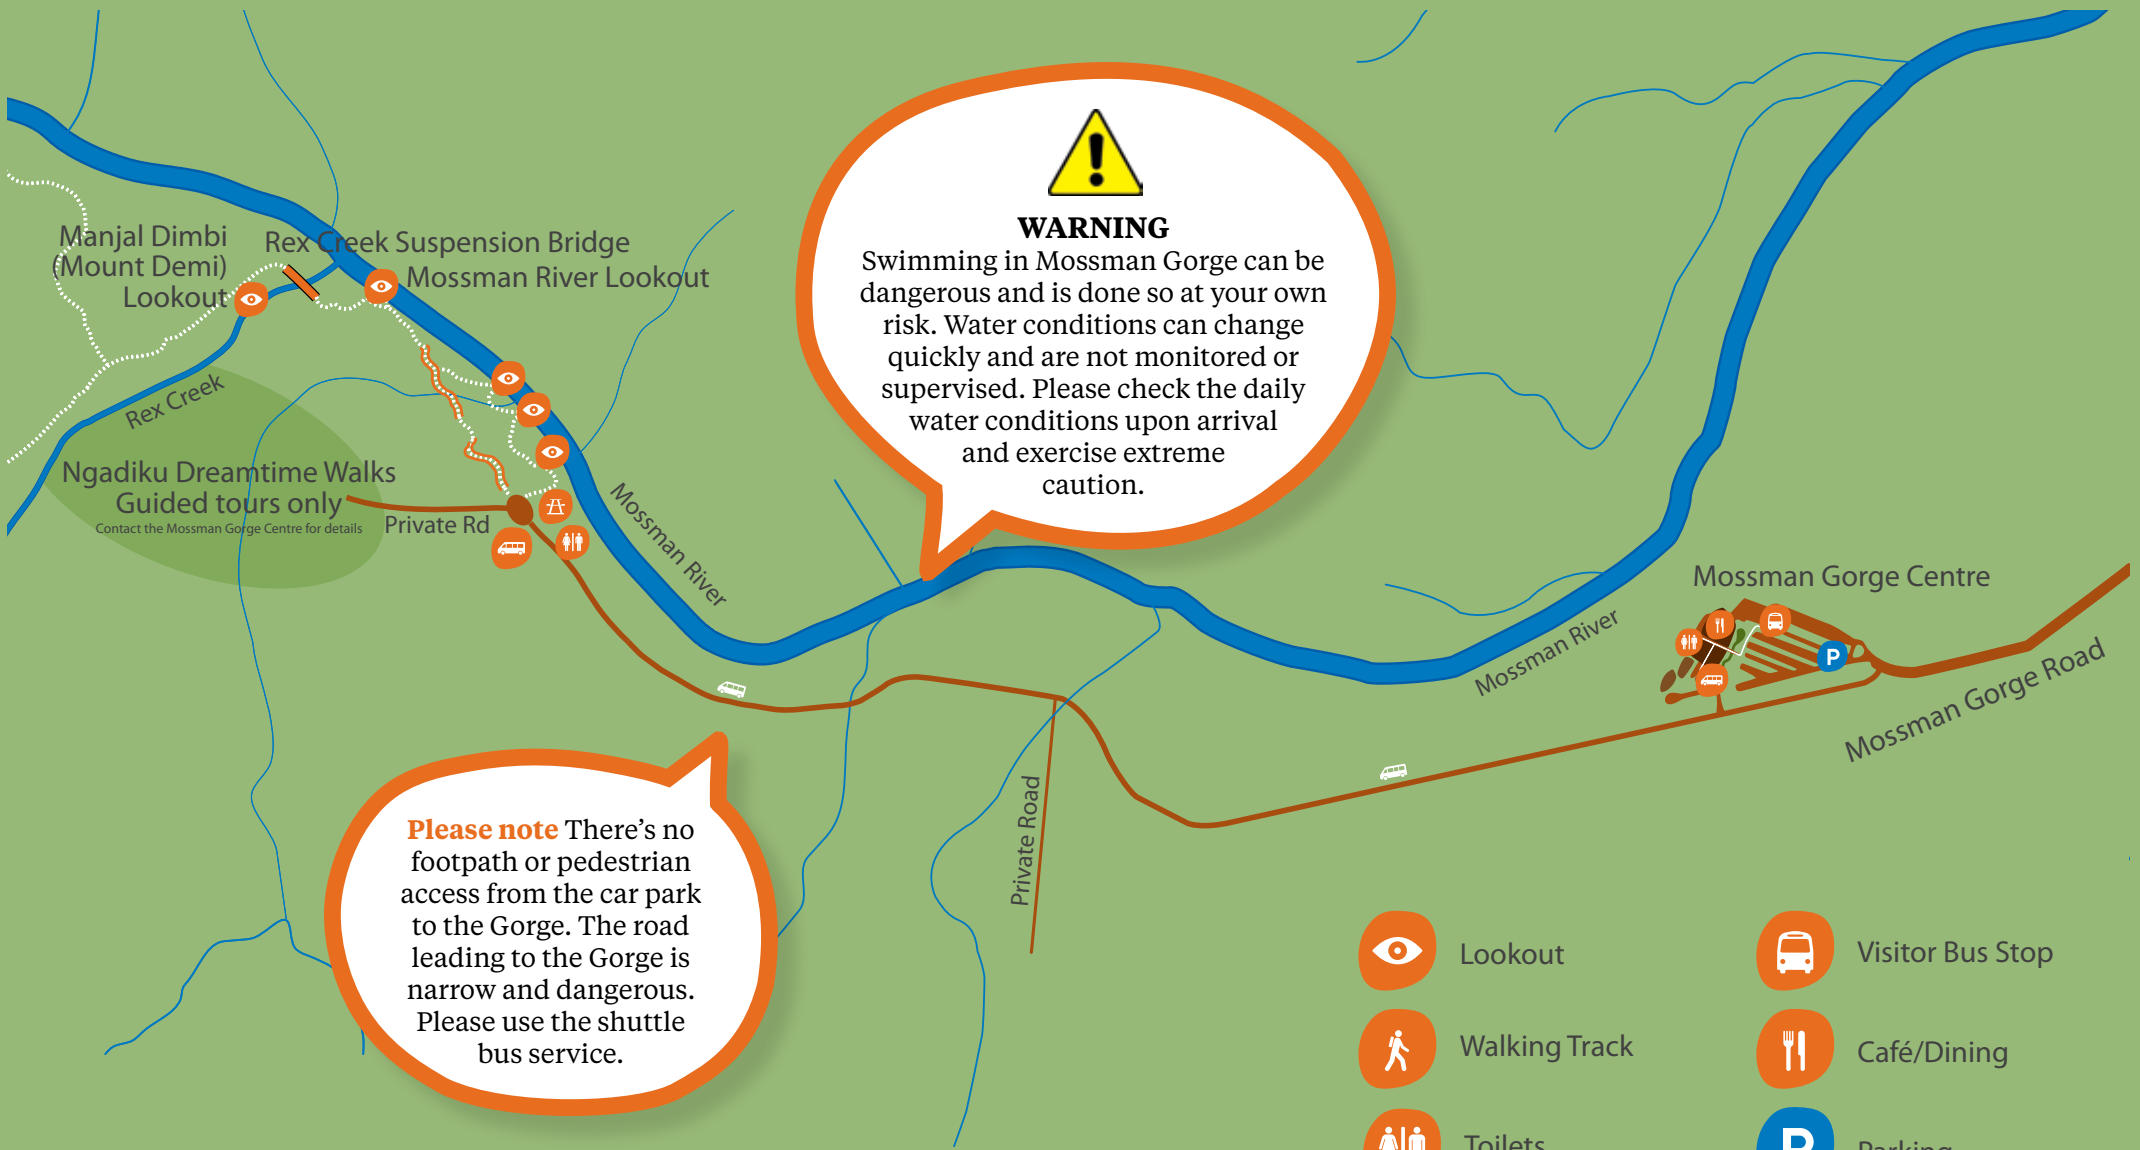 WARNING
Swimming in Mossman Gorge can be
dangerous and is done so at your own
risk. Water conditions can change
quickly and are not monitored or
supervised. Please check the daily
water conditions upon arrival
and exercise extreme
caution.
Manjal Dimbi
(Mount Demi)
Lookout
Rex Creek Suspension Bridge
Mossman River Lookout
Rex Creek
Ngadiku Dreamtime Walks
Guided tours only
Contact the Mossman Gorge Centre for details
Private Rd
Mossman River
Mossman River
Mossman Gorge Centre
P
Mossman Gorge Road
Private Road
Please note There's no
footpath or pedestrian
access from the car park
to the Gorge. The road
leading to the Gorge is
narrow and dangerous.
Please use the shuttle
bus service.
Lookout
Visitor Bus Stop
Walking Track
Café/Dining
Toilets
P
Parking